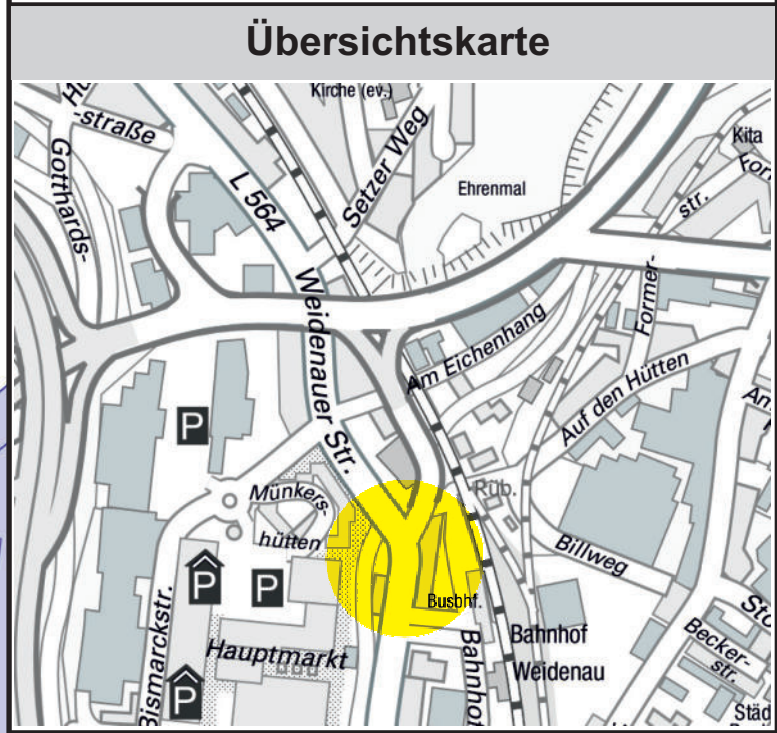 Übersichtskarte
Kirche (ev.)
-straße
Gotthards-
L 564
Setzer Weg
Ehrenmal
Kita
str.
Former-
Weidenauer Str.
Am Eichenhang
Auf den Hütten
P
Münkers-
hütten
Rüb.
Billweg
P
P
Busbhf.
Bismarckstr.
Hauptmarkt
Bahnhof
Weidenau
Becker-
str.
P
Bahnhof